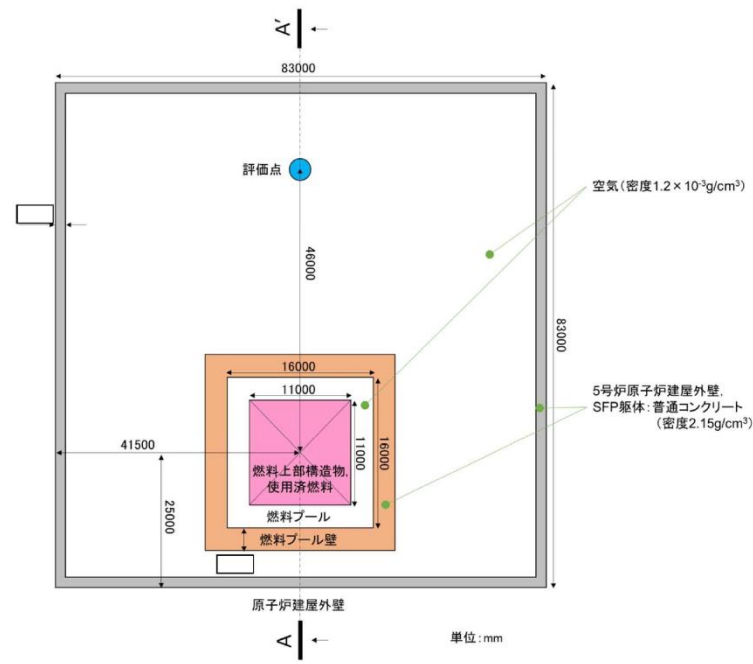 A'
83000
評価点
空気(密度1.2×10-3g/cm3)
46000
83000
16000
11000
5号炉原子炉建屋外壁,
SFP躯体:普通コンクリート
(密度2.15g/cm3)
41500
11000
16000
燃料上部構造物,
使用済燃料
25000
燃料プール
燃料プール壁
原子炉建屋外壁
A
単位:mm